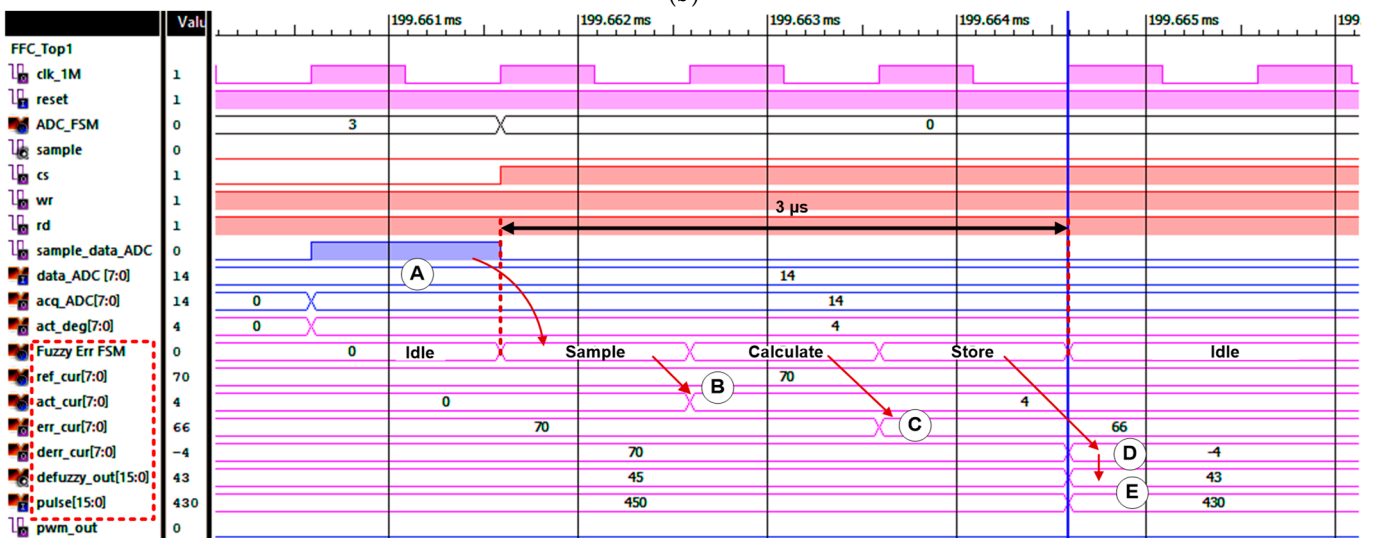 (b)
Valu 199.661 ms 199.662 ms 199.663 ms 199.664 ms 199.665 ms 199.
FFC_Top1
clk_1M 1
reset 1
ADC_FSM 0 3 0
sample 0
cs 1
wr 1
3 μs
rd 1
sample_data_ADC 0
A
data_ADC [7:0] 14 14
acq_ADC[7:0] 14 0 14
act_deg[7:0] 4 0 4
Fuzzy Err FSM 0 0 Idle Sample Calculate Store Idle
ref_cur[7:0] 70 70
B
act_cur[7:0] 4 0 4
err_cur[7:0] 66 70 C 66
derr_cur[7:0] -4 70 D -4
defuzzy_out[15:0] 43 45 43
E
pulse[15:0] 430 450 430
pwm_out 0